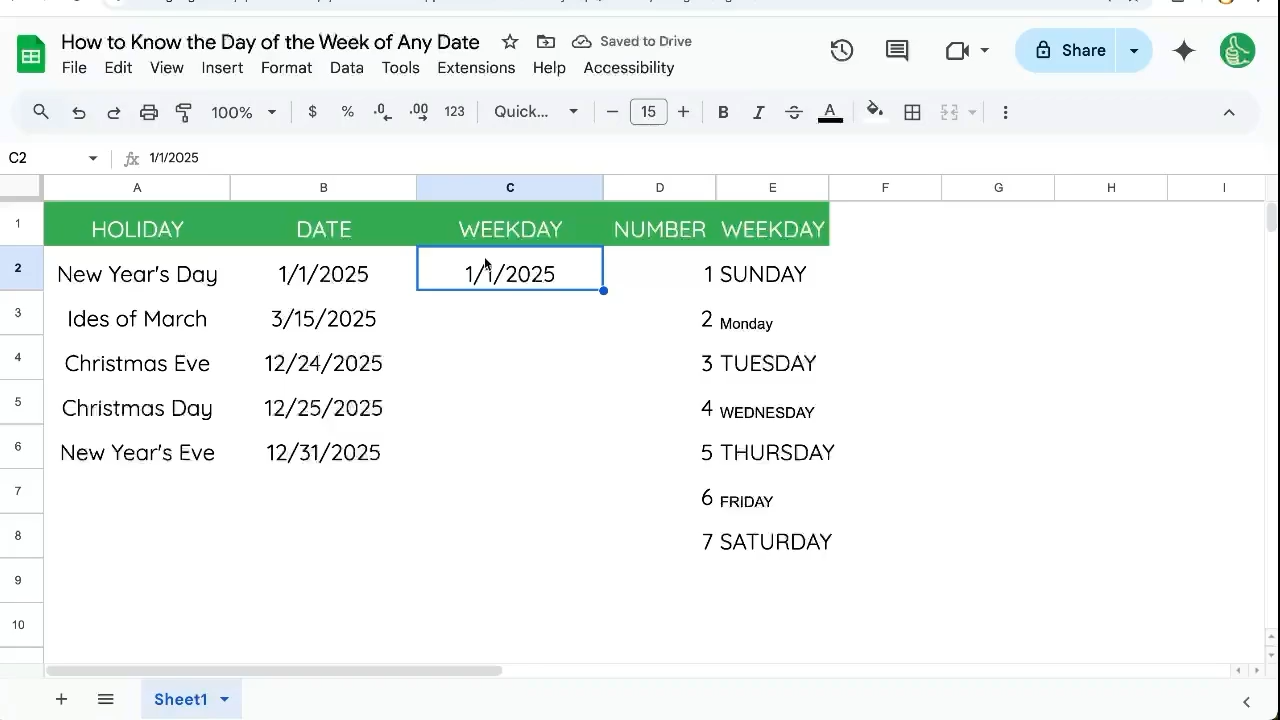 How to Know the Day of the Week of Any Date
Saved to Drive
File Edit View Insert Format Data Tools Extensions Help Accessibility
Share
100% $ % .0 .00 123 Quick... 15 B I A
C2 fx 1/1/2025
A B C D E F G H I
1 HOLIDAY DATE WEEKDAY NUMBER WEEKDAY
2 New Year's Day 1/1/2025 1/1/2025 1 SUNDAY
3 Ides of March 3/15/2025 2 Monday
4 Christmas Eve 12/24/2025 3 TUESDAY
5 Christmas Day 12/25/2025 4 WEDNESDAY
6 New Year's Eve 12/31/2025 5 THURSDAY
7 6 FRIDAY
8 7 SATURDAY
9
10
Sheet1